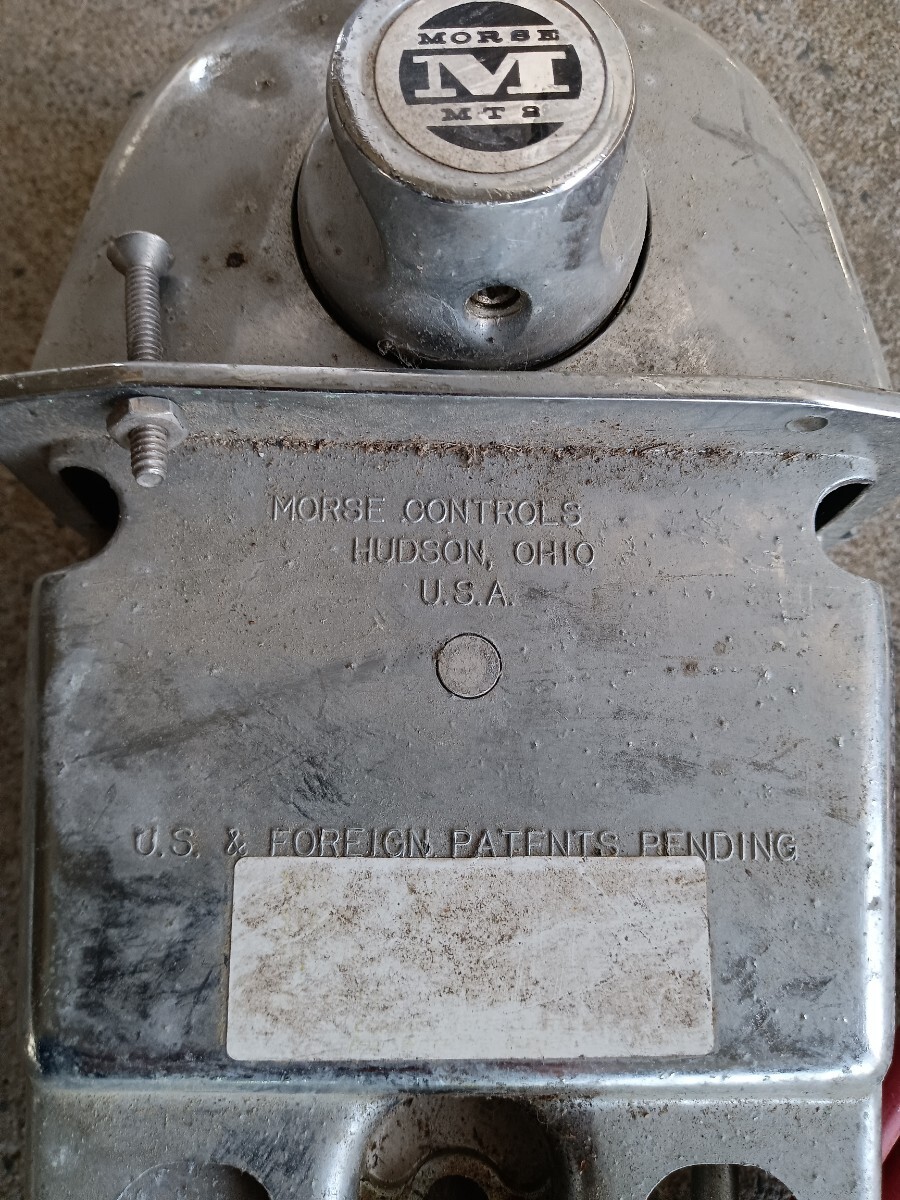 MORSE
M
MT2
MORSE CONTROLS
HUDSON, OHIO
U.S.A.
U.S. & FOREIGN PATENTS PENDING